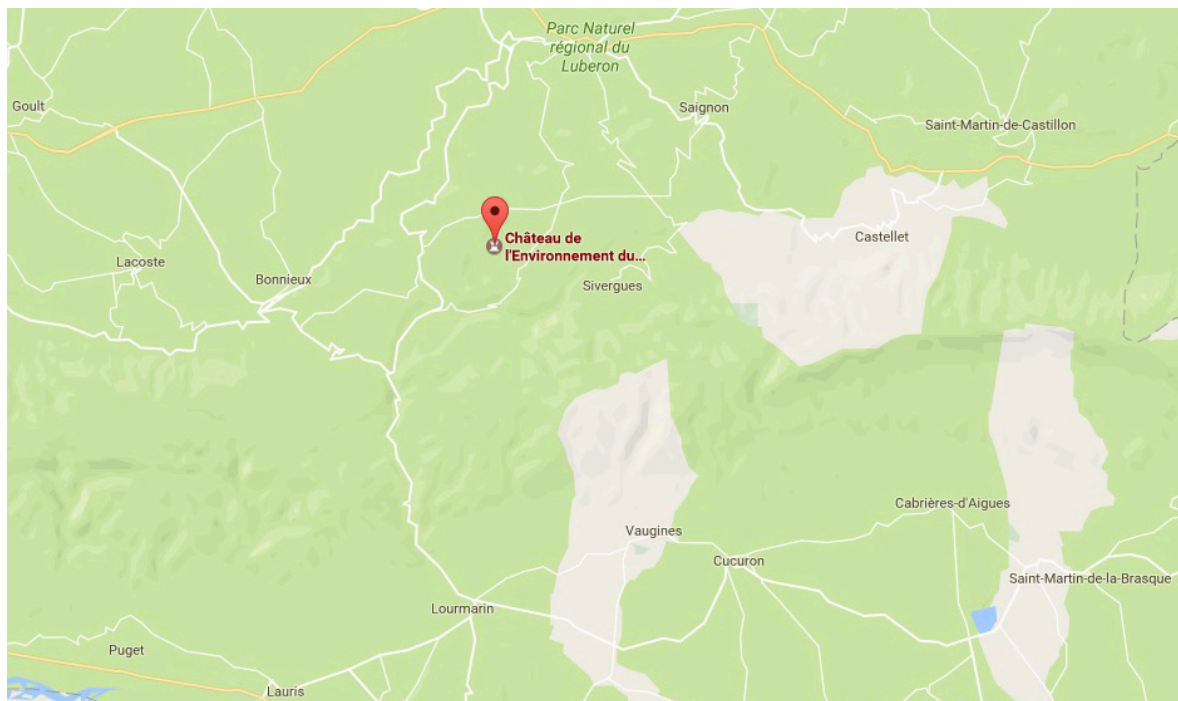 Parc Naturel
régional du
Luberon
Goult
Saignon
Saint-Martin-de-Castillon
Château de
l'Environnement du...
Castellet
Lacoste
Bonnieux
Sivergues
Cabrières-d'Aigues
Vaugines
Cucuron
Saint-Martin-de-la-Brasque
Lourmarin
Puget
Lauris